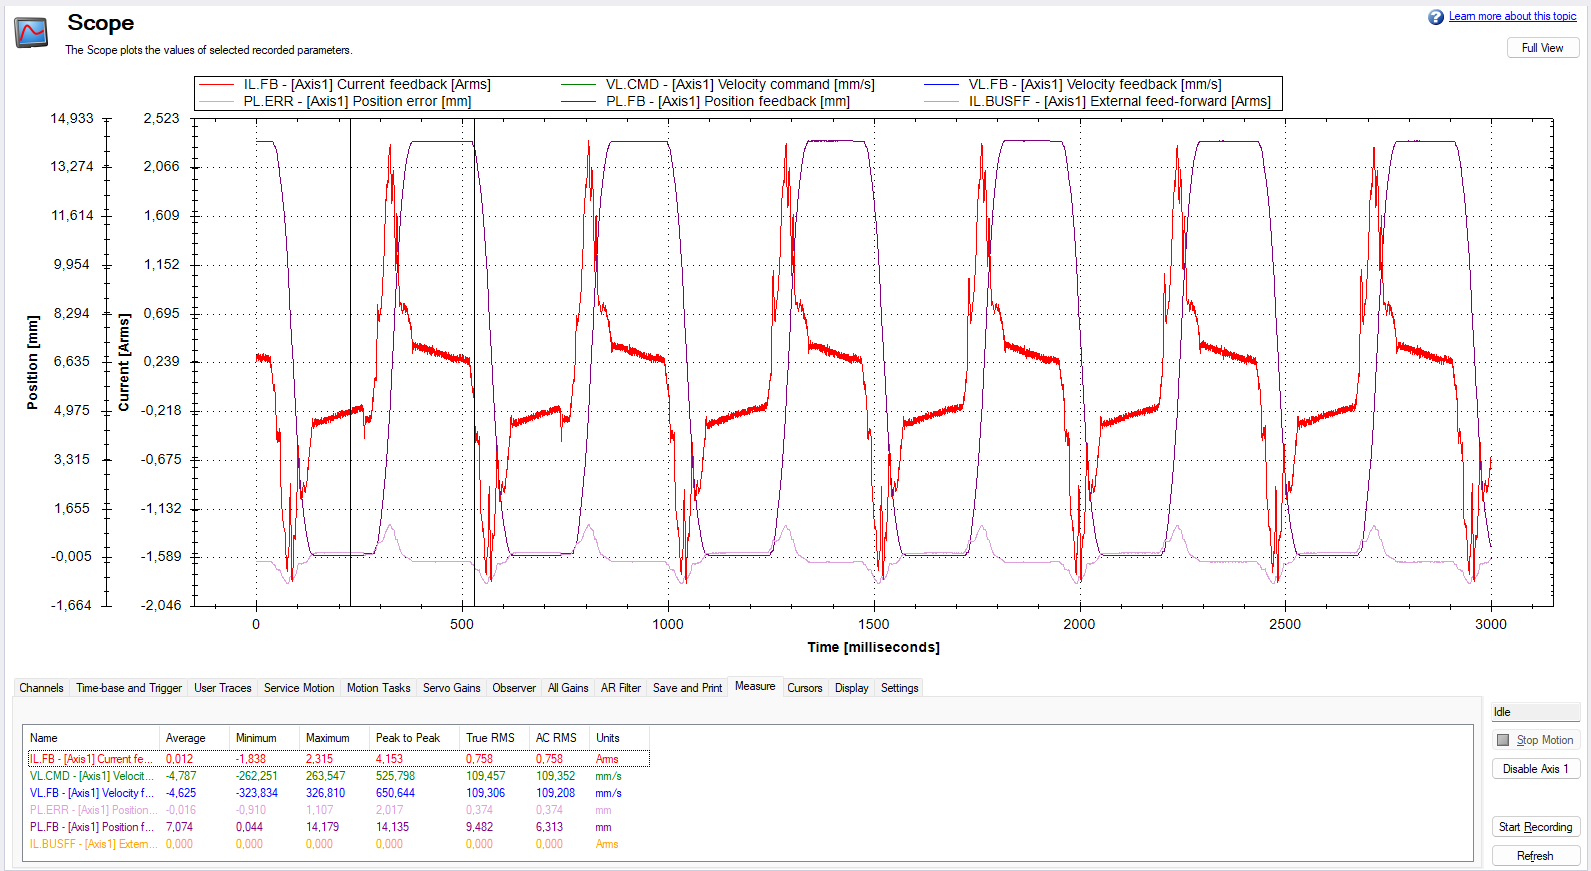 Scope
Learn more about this topic
The Scope plots the values of selected recorded parameters.
Full View
IL.FB - [Axis1] Current feedback [Arms] VL.CMD - [Axis1] Velocity command [mm/s] VL.FB - [Axis1] Velocity feedback [mm/s]
PL.ERR - [Axis1] Position error [mm] PL.FB - [Axis1] Position feedback [mm] IL.BUSFF - [Axis1] External feed-forward [Arms]
14,933 2,523
13,274 2,066
11,614 1,609
9,954 1,152
8,294 0,695
6,635 0,239
4,975 -0,218
3,315 -0,675
1,655 -1,132
-0,005 -1,589
-1,664 -2,046
Position [mm]
Current [Arms]
0 500 1000 1500 2000 2500 3000
Time [milliseconds]
Channels Time-base and Trigger User Traces Service Motion Motion Tasks Servo Gains Observer All Gains AR Filter Save and Print Measure Cursors Display Settings
Name Average Minimum Maximum Peak to Peak True RMS AC RMS Units
IL.FB - [Axis1] Current fe... 0,012 -1,838 2,315 4,153 0,758 0,758 Arms
VL.CMD - [Axis1] Velocit... -4,787 -262,251 263,547 525,798 109,457 109,352 mm/s
VL.FB - [Axis1] Velocity f... -4,625 -323,834 326,810 650,644 109,306 109,208 mm/s
PL.ERR - [Axis1] Position... -0,016 -0,910 1,107 2,017 0,374 0,374 mm
PL.FB - [Axis1] Position f... 7,074 0,044 14,179 14,135 9,482 6,313 mm
IL.BUSFF - [Axis1] Extern... 0,000 0,000 0,000 0,000 0,000 0,000 Arms
Idle
Stop Motion
Disable Axis 1
Start Recording
Refresh